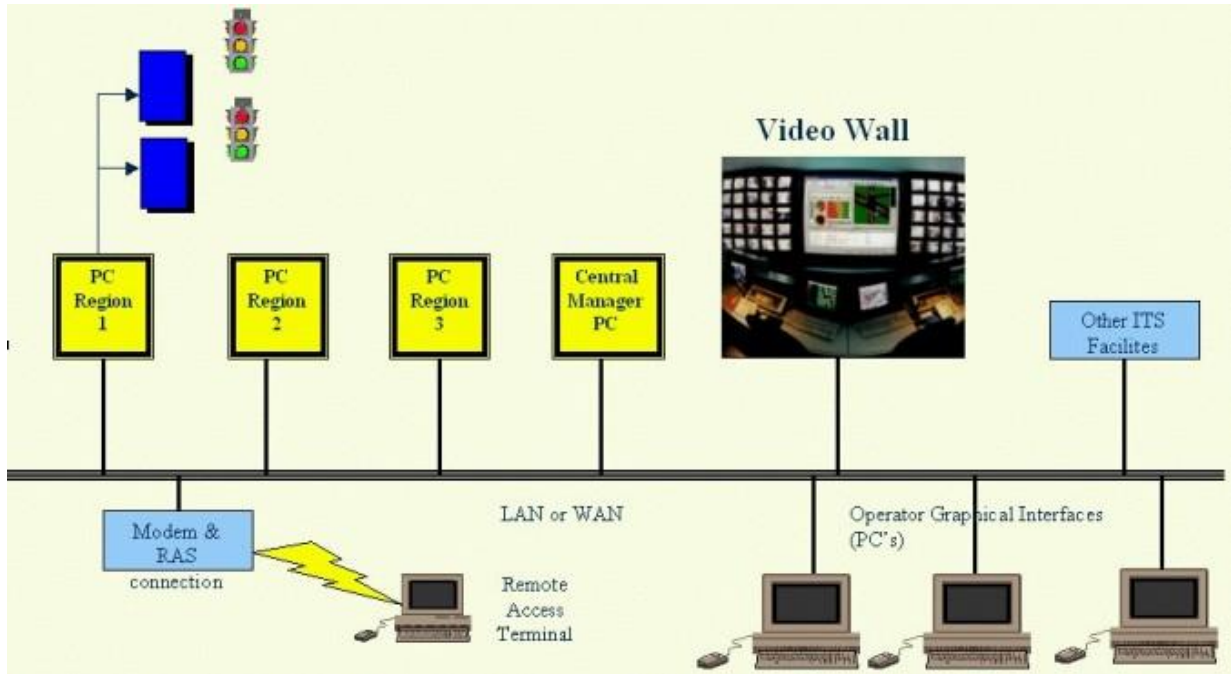 Video Wall
PC
Region
1
PC
Region
2
PC
Region
3
Central
Manager
PC
Other ITS
Facilites
Modem &
RAS
connection
LAN or WAN
Operator Graphical Interfaces
(PC's)
Remote
Access
Terminal